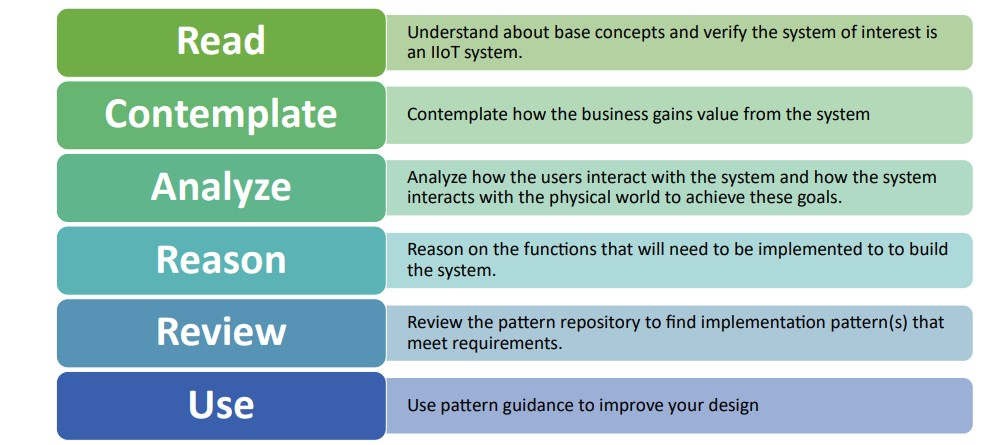 Read
Understand about base concepts and verify the system of interest is
an IIoT system.
Contemplate
Contemplate how the business gains value from the system
Analyze
Analyze how the users interact with the system and how the system
interacts with the physical world to achieve these goals.
Reason
Reason on the functions that will need to be implemented to to build
the system.
Review
Review the pattern repository to find implementation pattern(s) that
meet requirements.
Use
Use pattern guidance to improve your design